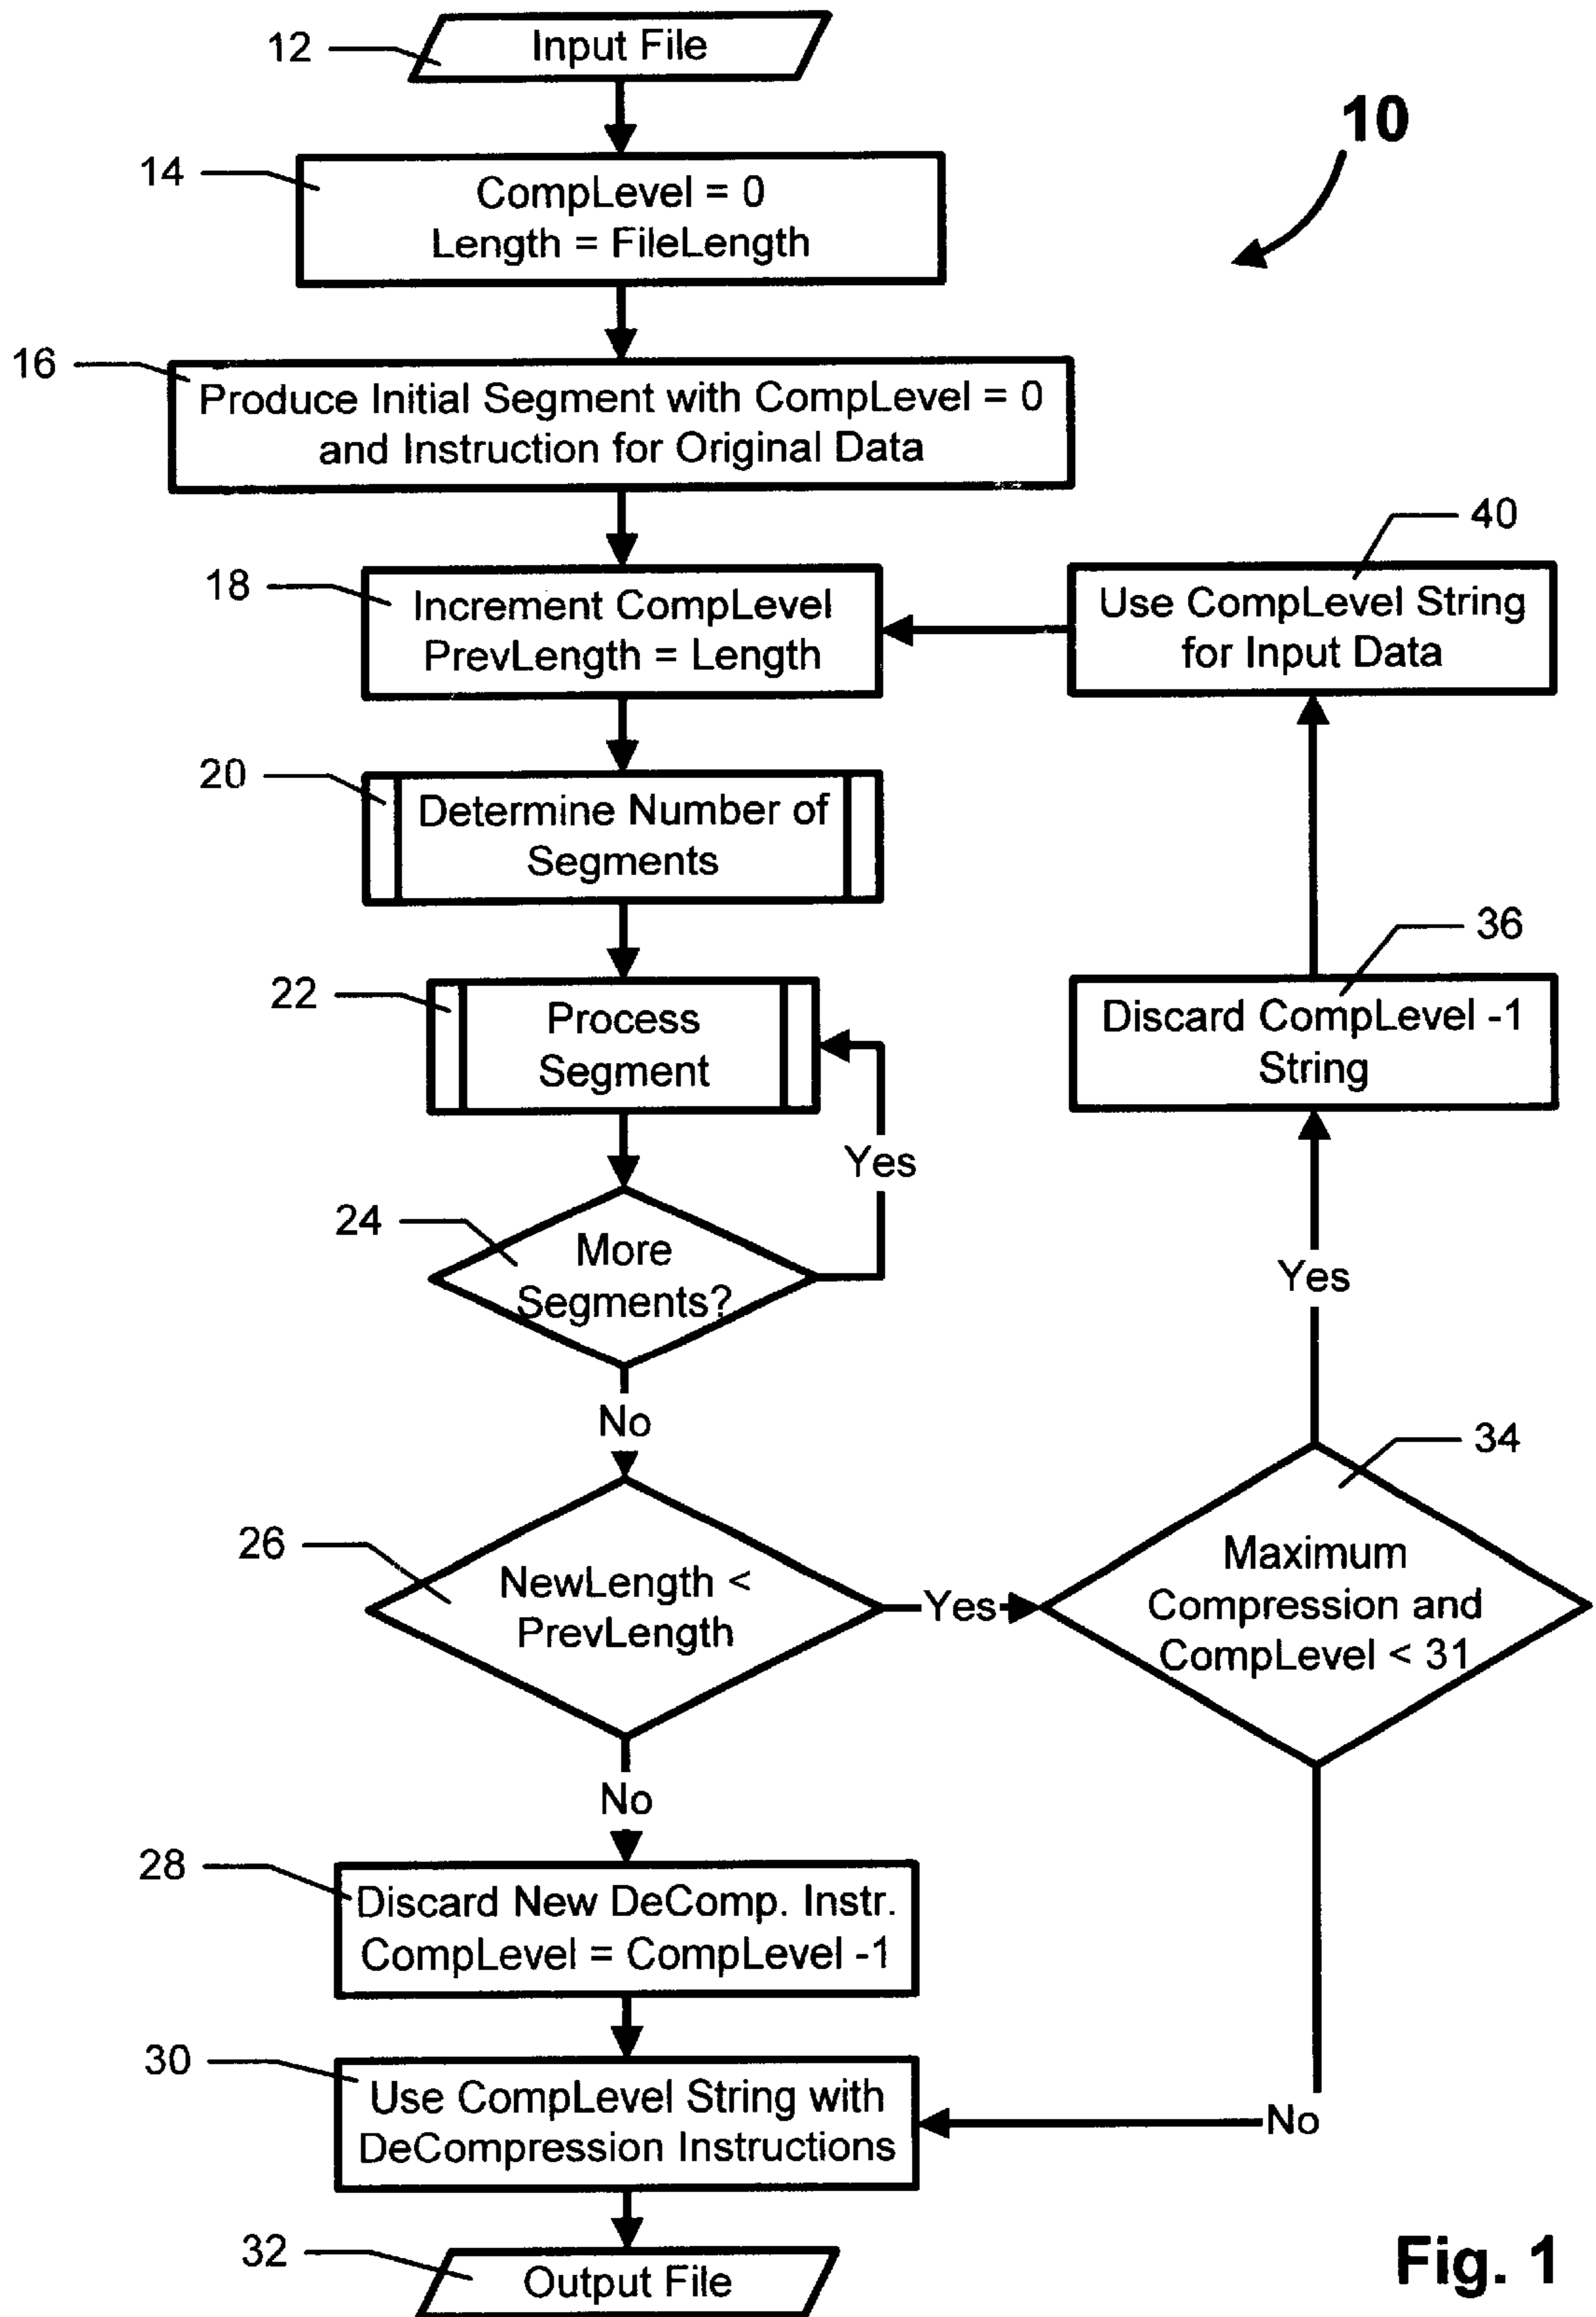 12
Input File
10
14
CompLevel = 0
Length = FileLength
16
Produce Initial Segment with CompLevel = 0
and Instruction for Original Data
40
18
Increment CompLevel
PrevLength = Length
Use CompLevel String
for Input Data
20
Determine Number of
Segments
36
22
Process
Segment
Discard CompLevel -1
String
Yes
24
More
Segments?
Yes
No
34
26
NewLength <
PrevLength
Yes
Maximum
Compression and
CompLevel < 31
No
28
Discard New DeComp. Instr.
CompLevel = CompLevel -1
30
Use CompLevel String with
DeCompression Instructions
No
32
Output File
Fig. 1